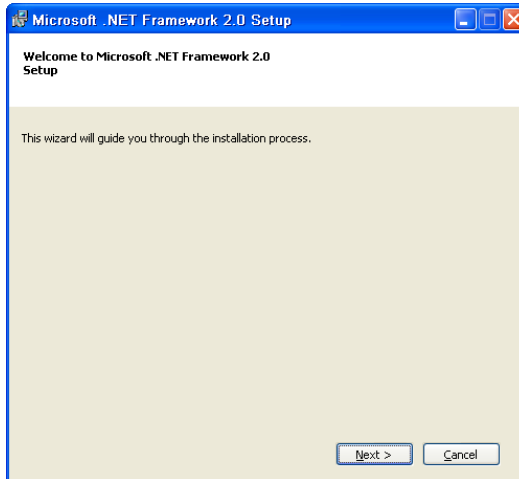 Microsoft .NET Framework 2.0 Setup
Welcome to Microsoft .NET Framework 2.0
Setup
This wizard will guide you through the installation process.
Next >
Cancel